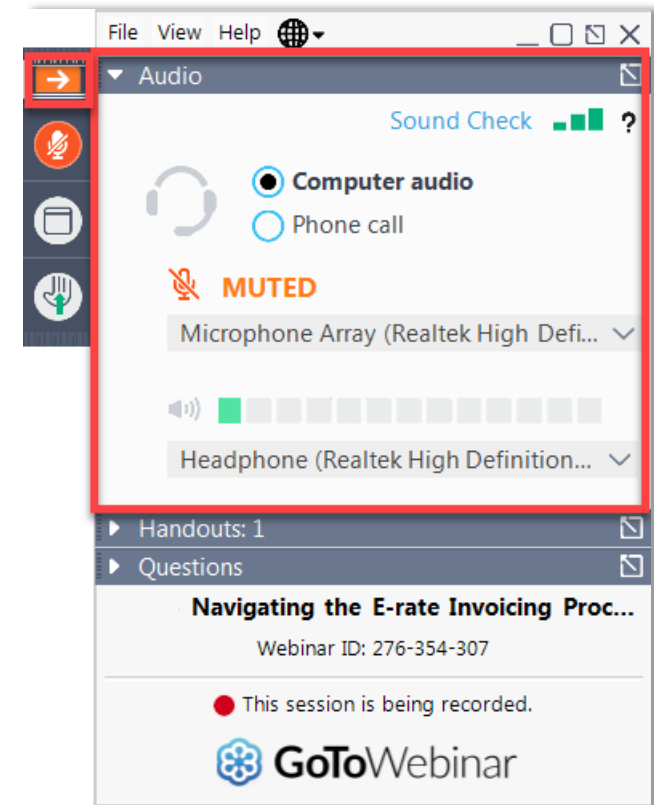 File View Help
Audio
Sound Check ?
Computer audio
Phone call
MUTED
Microphone Array (Realtek High Defi...
Headphone (Realtek High Definition...
Handouts: 1
Questions
Navigating the E-rate Invoicing Proc...
Webinar ID: 276-354-307
This session is being recorded.
GoToWebinar